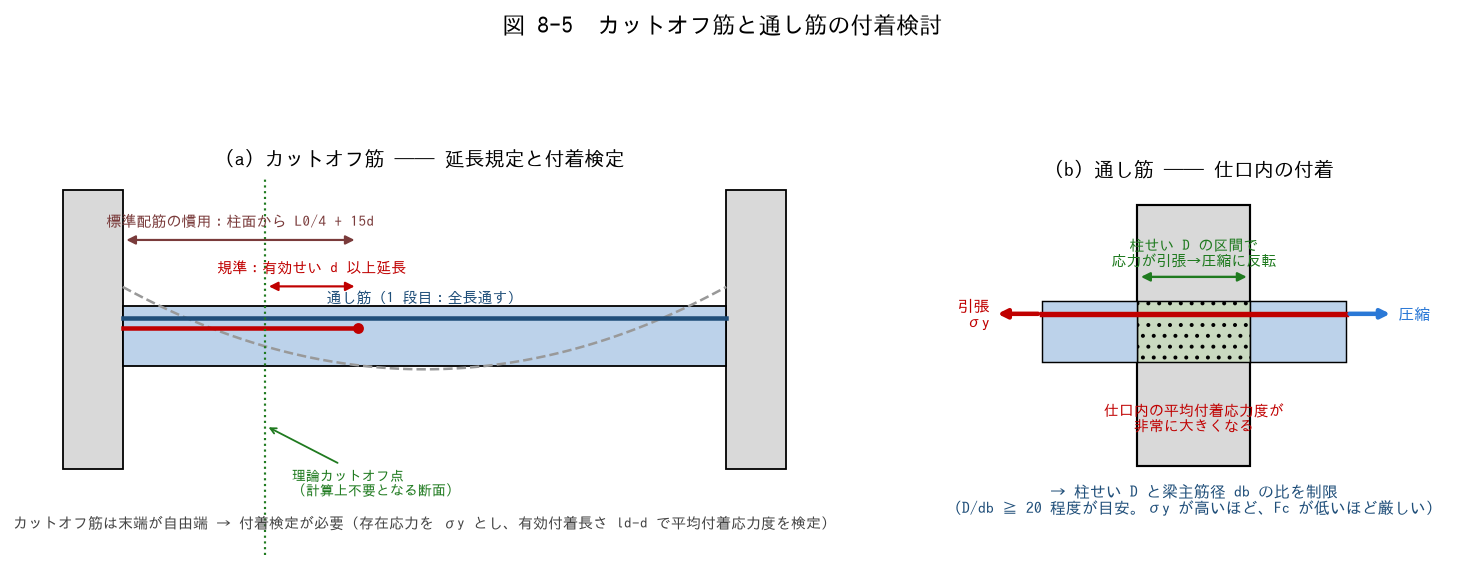 図 8-5　カットオフ筋と通し筋の付着検討
(a) カットオフ筋 ―― 延長規定と付着検定
標準配筋の慣用：柱面から L0/4 + 15d
規準：有効せい d 以上延長
通し筋（1 段目：全長通す）
理論カットオフ点
（計算上不要となる断面）
カットオフ筋は末端が自由端 → 付着検定が必要（存在応力を σy とし、有効付着長さ ld-d で平均付着応力度を検定）
(b) 通し筋 ―― 仕口内の付着
柱せい D の区間で
応力が引張→圧縮に反転
引張
σy
圧縮
仕口内の平均付着応力度が
非常に大きくなる
→ 柱せい D と梁主筋径 db の比を制限
（D/db ≧ 20 程度が目安。σy が高いほど、Fc が低いほど厳しい）